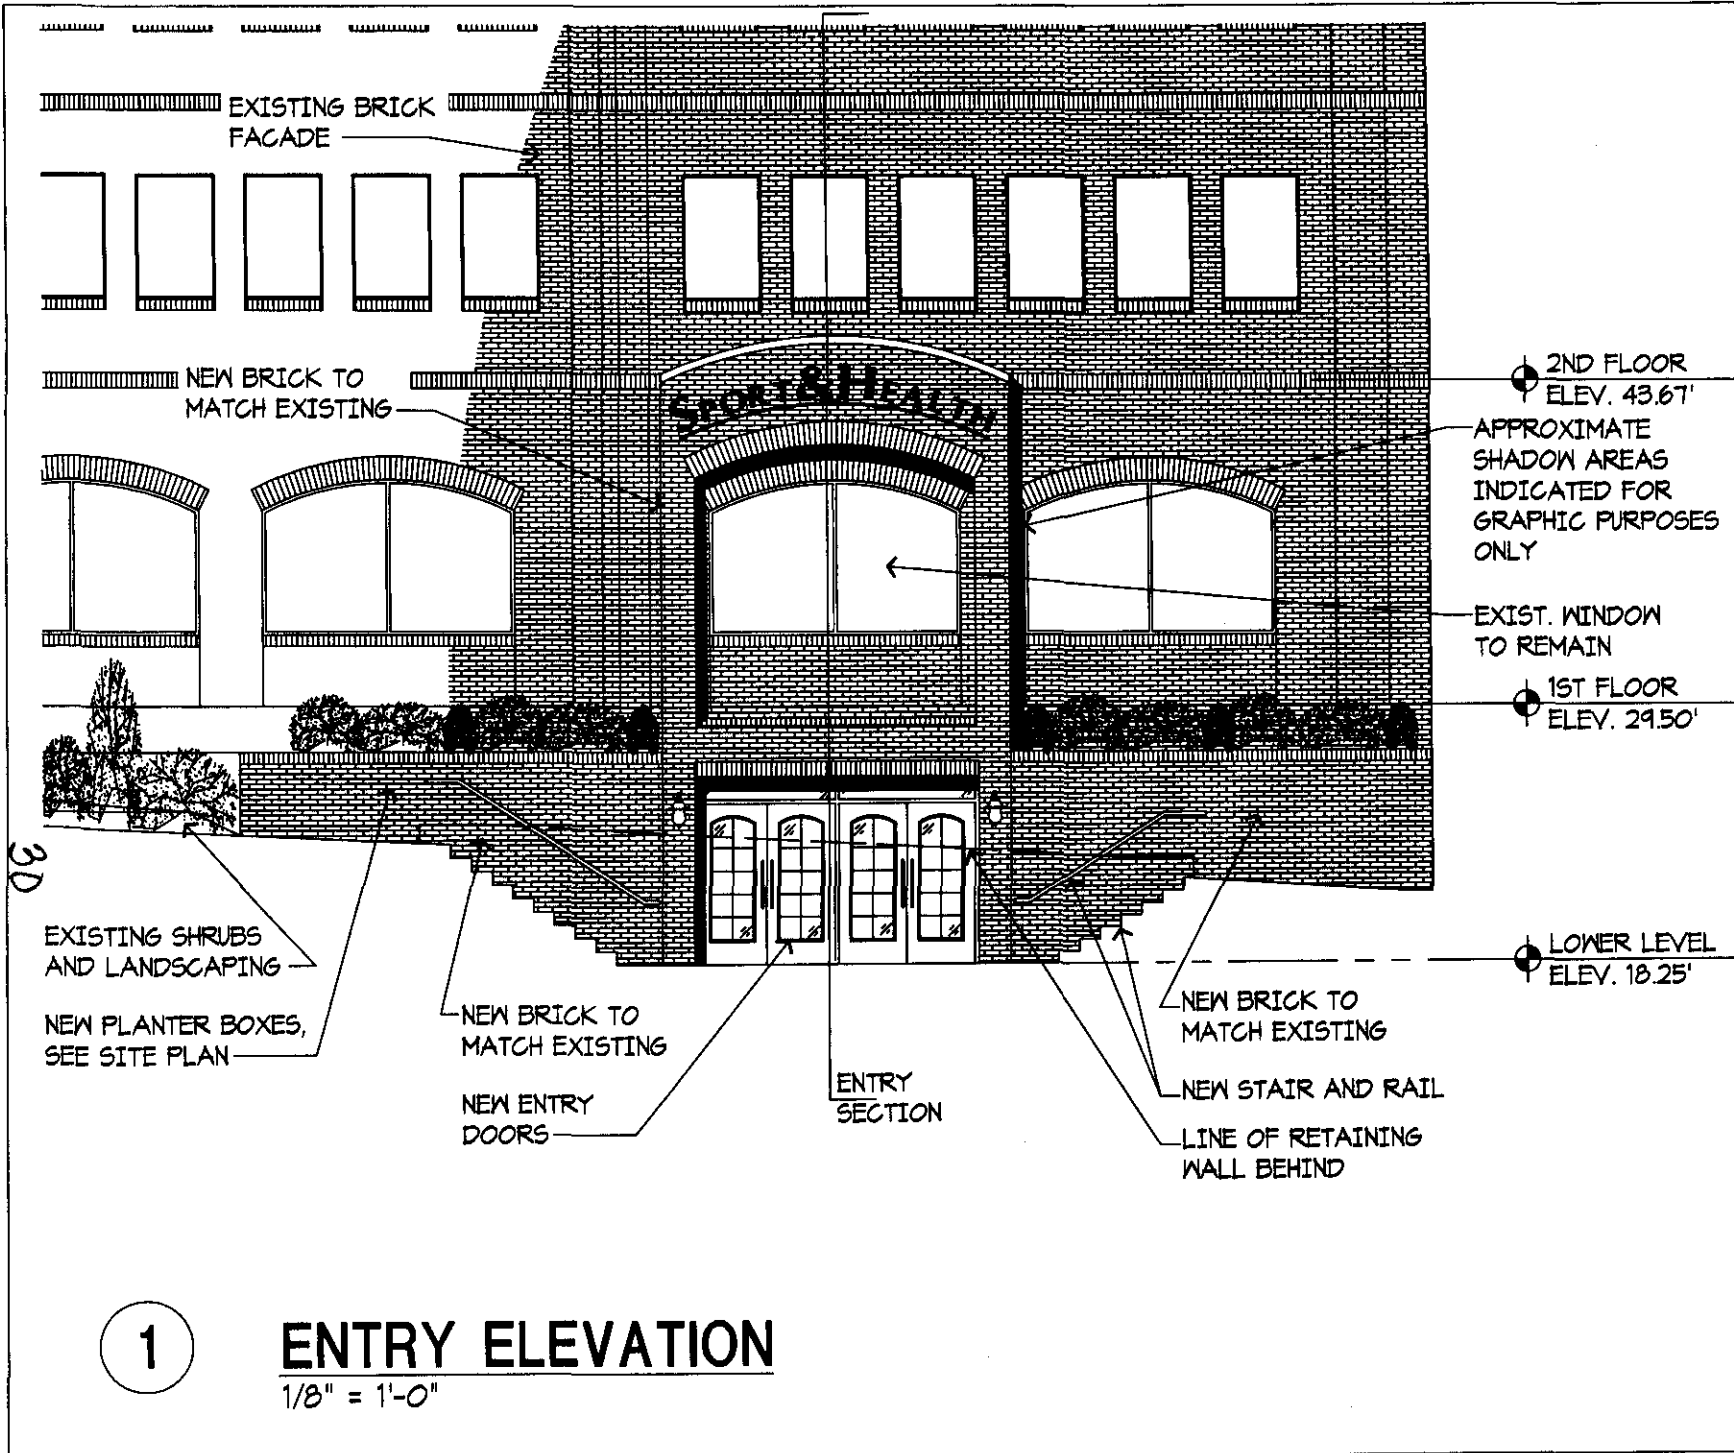 EXISTING BRICK
FACADE
NEW BRICK TO
MATCH EXISTING
SPORT&HEALTH
2ND FLOOR
ELEV. 43.67'
APPROXIMATE
SHADOW AREAS
INDICATED FOR
GRAPHIC PURPOSES
ONLY
EXIST. WINDOW
TO REMAIN
1ST FLOOR
ELEV. 29.50'
30
LOWER LEVEL
ELEV. 18.25'
EXISTING SHRUBS
AND LANDSCAPING
NEW PLANTER BOXES,
SEE SITE PLAN
NEW BRICK TO
MATCH EXISTING
NEW ENTRY
DOORS
ENTRY
SECTION
NEW BRICK TO
MATCH EXISTING
NEW STAIR AND RAIL
LINE OF RETAINING
WALL BEHIND
1
ENTRY ELEVATION
1/8" = 1'-0"